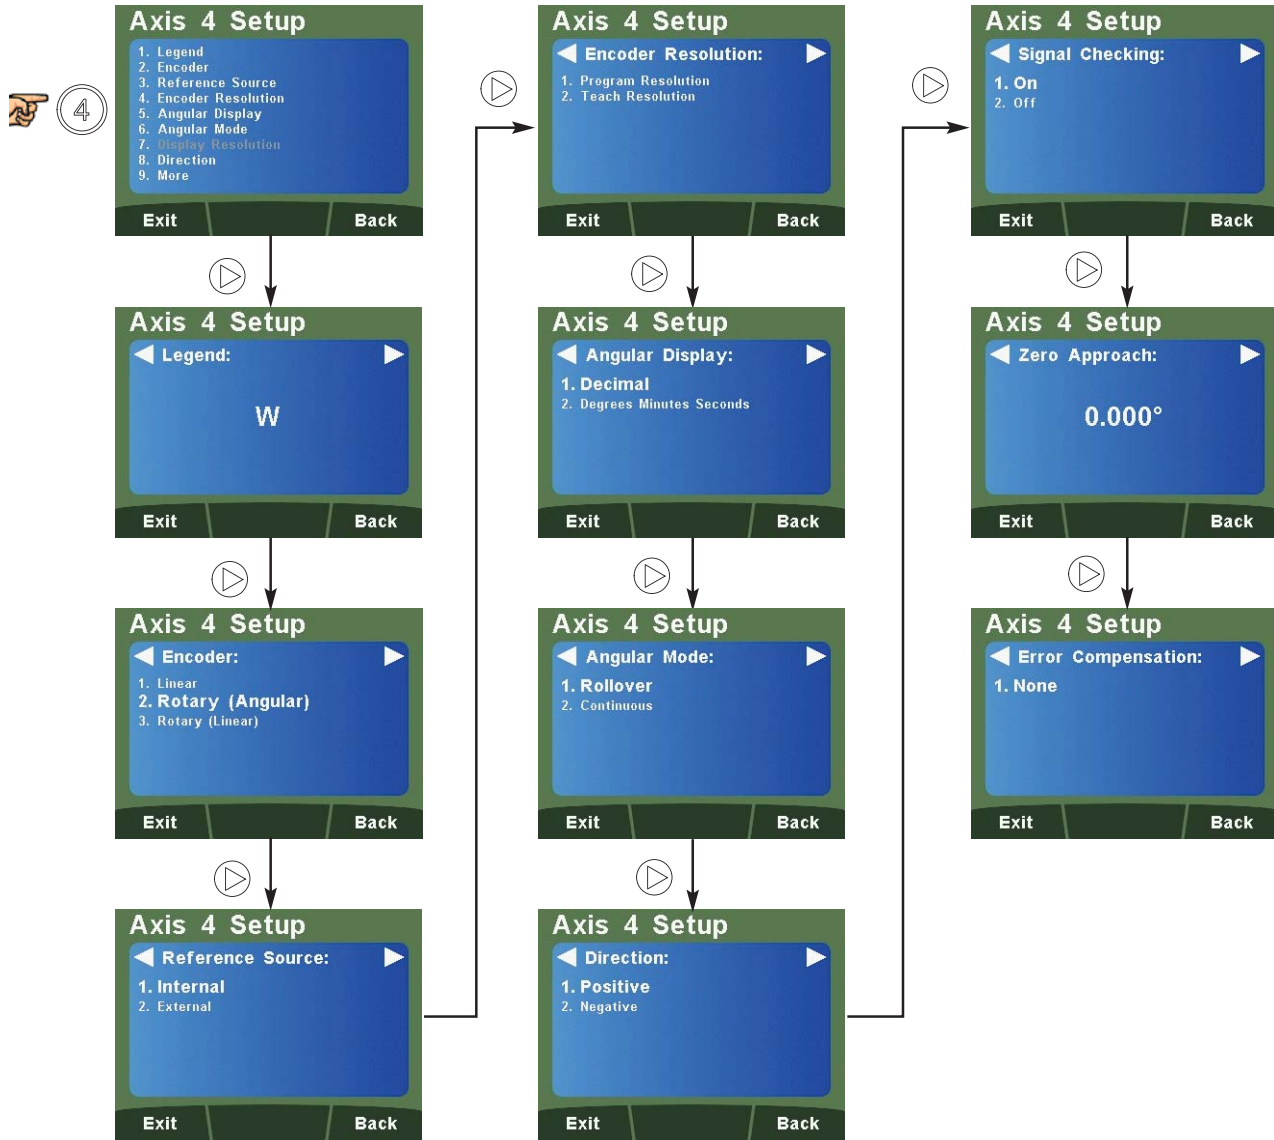 4
Axis 4 Setup
1. Legend
2. Encoder
3. Reference Source
4. Encoder Resolution
5. Angular Display
6. Angular Mode
7. Display Resolution
8. Direction
9. More
Exit Back
Axis 4 Setup
Legend:
W
Exit Back
Axis 4 Setup
Encoder:
1. Linear
2. Rotary (Angular)
3. Rotary (Linear)
Exit Back
Axis 4 Setup
Reference Source:
1. Internal
2. External
Exit Back
Axis 4 Setup
Encoder Resolution:
1. Program Resolution
2. Teach Resolution
Exit Back
Axis 4 Setup
Angular Display:
1. Decimal
2. Degrees Minutes Seconds
Exit Back
Axis 4 Setup
Angular Mode:
1. Rollover
2. Continuous
Exit Back
Axis 4 Setup
Direction:
1. Positive
2. Negative
Exit Back
Axis 4 Setup
Signal Checking:
1. On
2. Off
Exit Back
Axis 4 Setup
Zero Approach:
0.000°
Exit Back
Axis 4 Setup
Error Compensation:
1. None
Exit Back